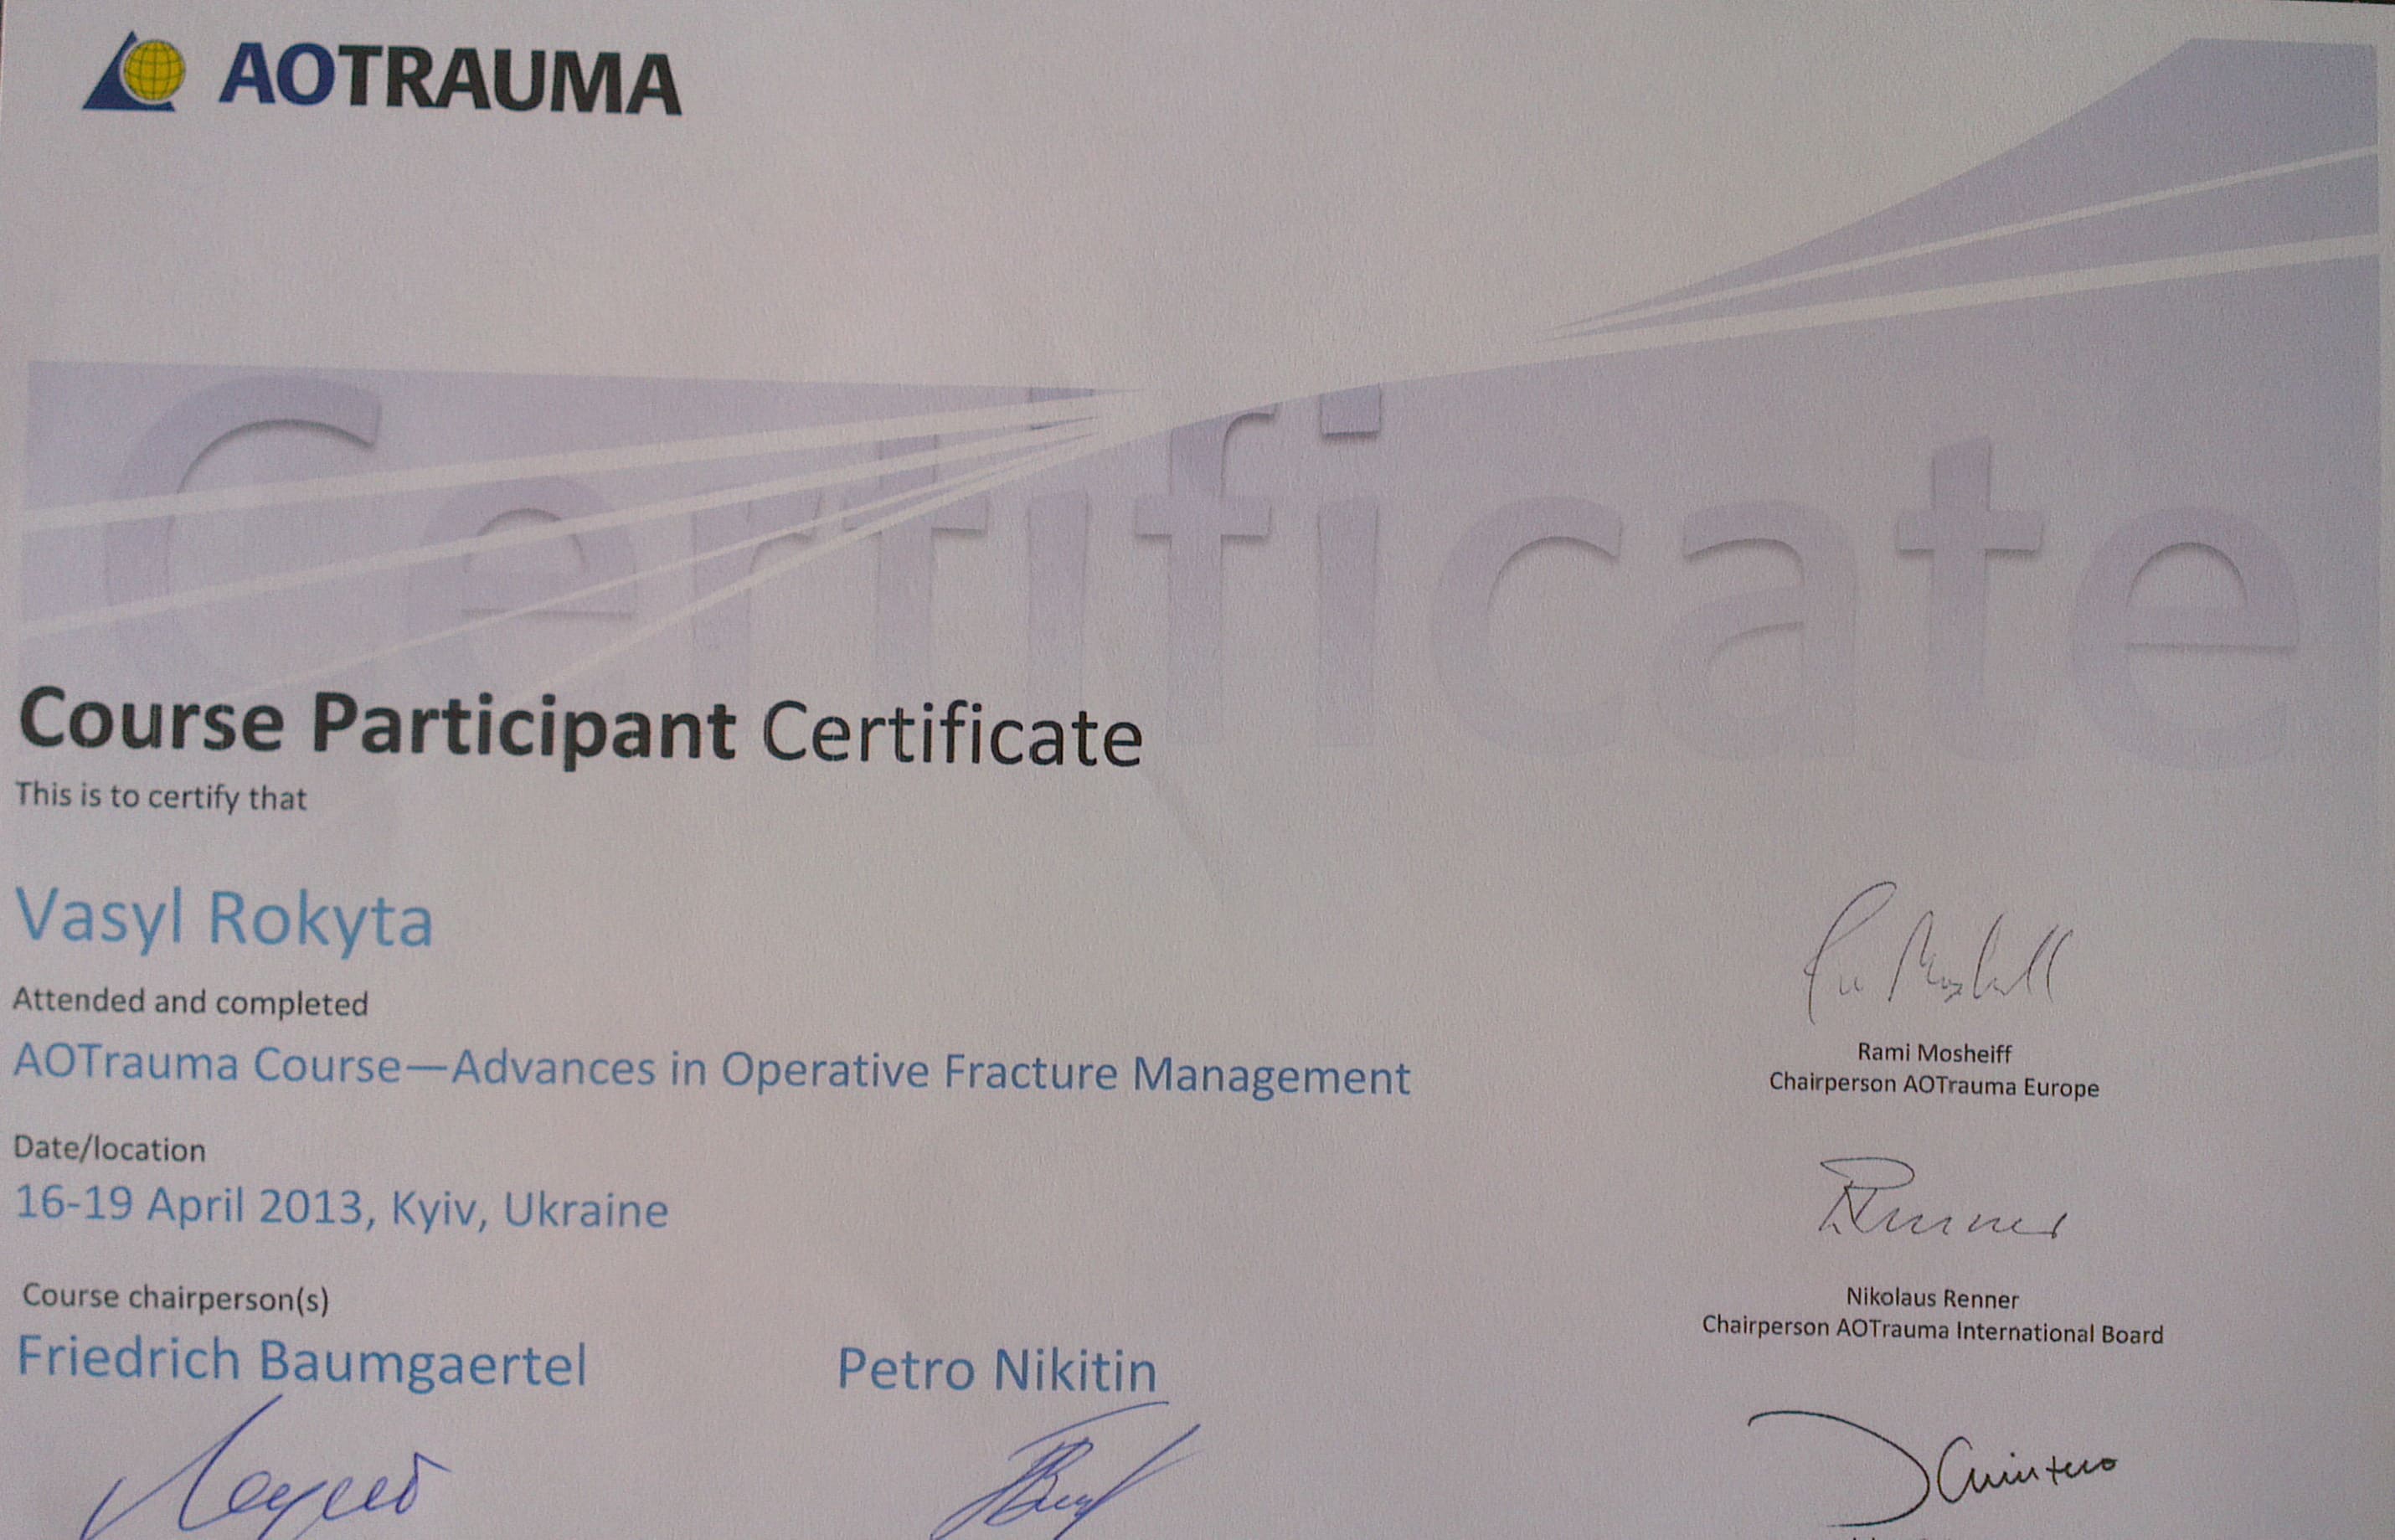 AOTRAUMA
Certificate
Course Participant Certificate
This is to certify that
Vasyl Rokyta
Attended and completed
AOTrauma Course—Advances in Operative Fracture Management
Date/location
16-19 April 2013, Kyiv, Ukraine
Course chairperson(s)
Friedrich Baumgaertel
Petro Nikitin
Rami Mosheiff
Chairperson AOTrauma Europe
Renner
Nikolaus Renner
Chairperson AOTrauma International Board